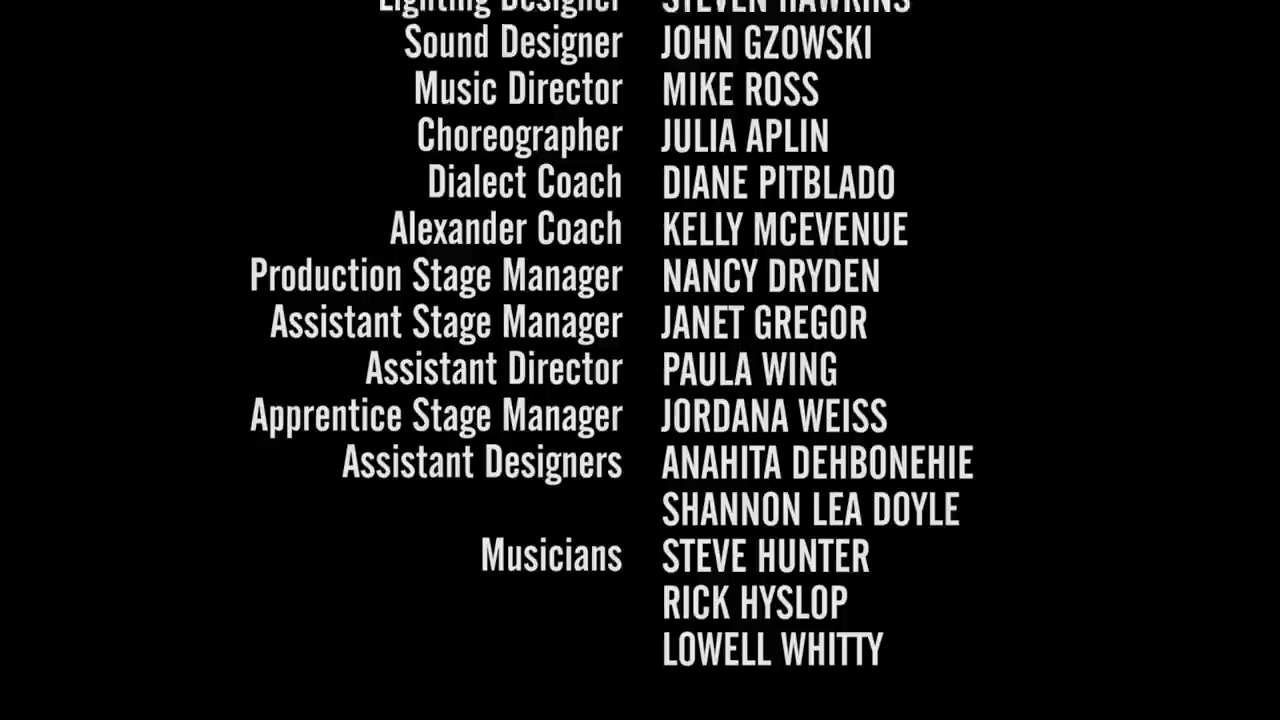 Lighting Designer STEVEN HAWKINS
Sound Designer JOHN GZOWSKI
Music Director MIKE ROSS
Choreographer JULIA APLIN
Dialect Coach DIANE PITBLADO
Alexander Coach KELLY MCEVENUE
Production Stage Manager NANCY DRYDEN
Assistant Stage Manager JANET GREGOR
Assistant Director PAULA WING
Apprentice Stage Manager JORDANA WEISS
Assistant Designers ANAHITA DEHBONEHIE
SHANNON LEA DOYLE
Musicians STEVE HUNTER
RICK HYSLOP
LOWELL WHITTY